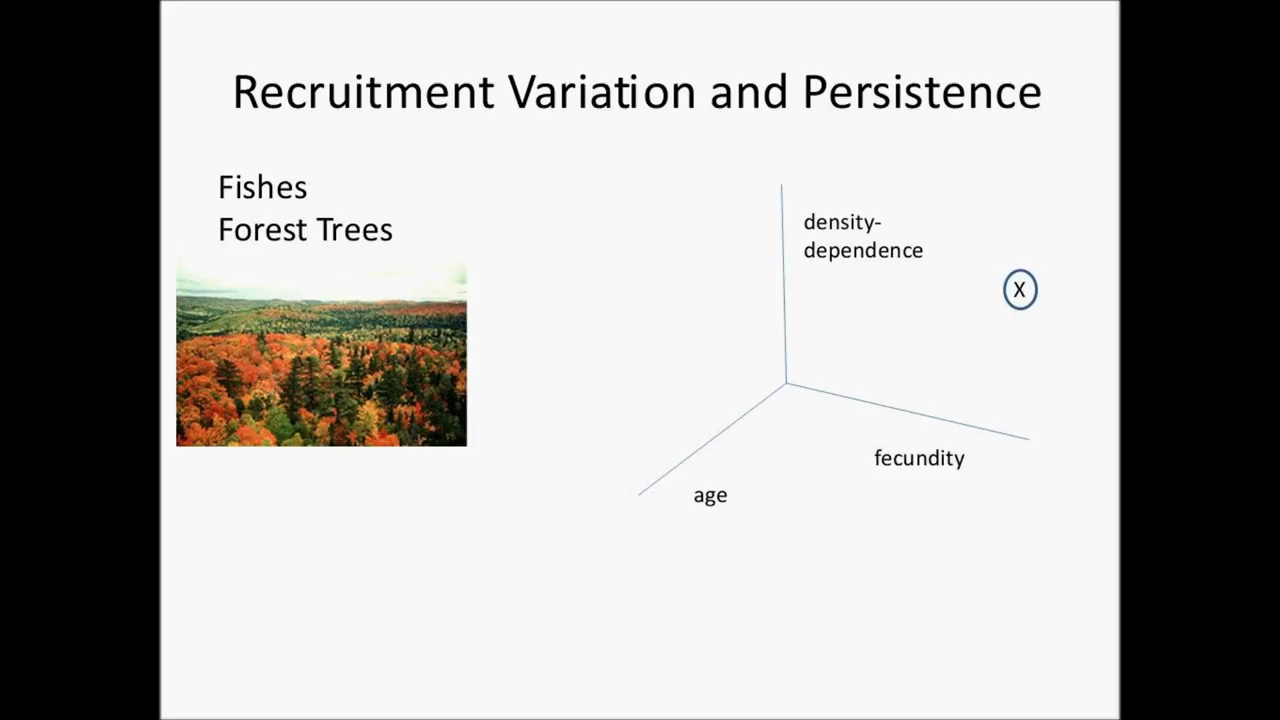 Recruitment Variation and Persistence
Fishes
Forest Trees
density-
dependence
X
fecundity
age